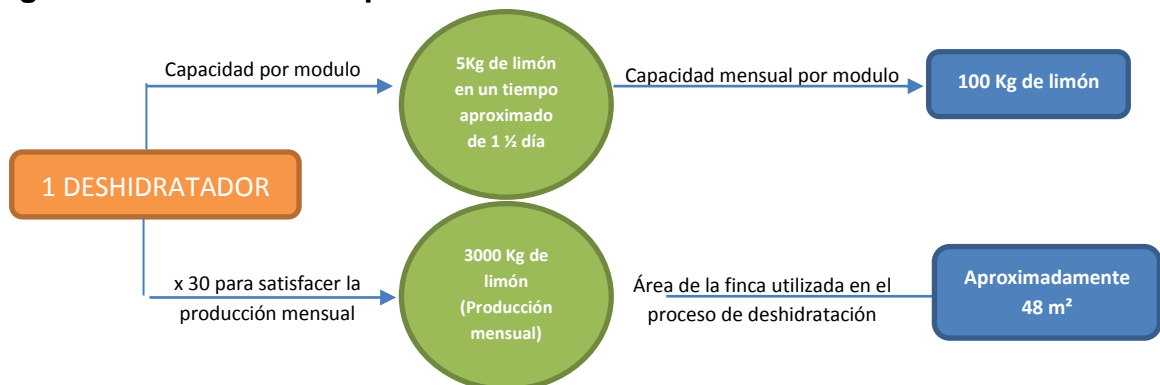 Capacidad por modulo
5Kg de limón
en un tiempo
aproximado
de 1 ½ día
Capacidad mensual por modulo
100 Kg de limón
1 DESHIDRATADOR
x 30 para satisfacer la
producción mensual
3000 Kg de
limón
(Producción
mensual)
Área de la finca utilizada en el
proceso de deshidratación
Aproximadamente
48 m²